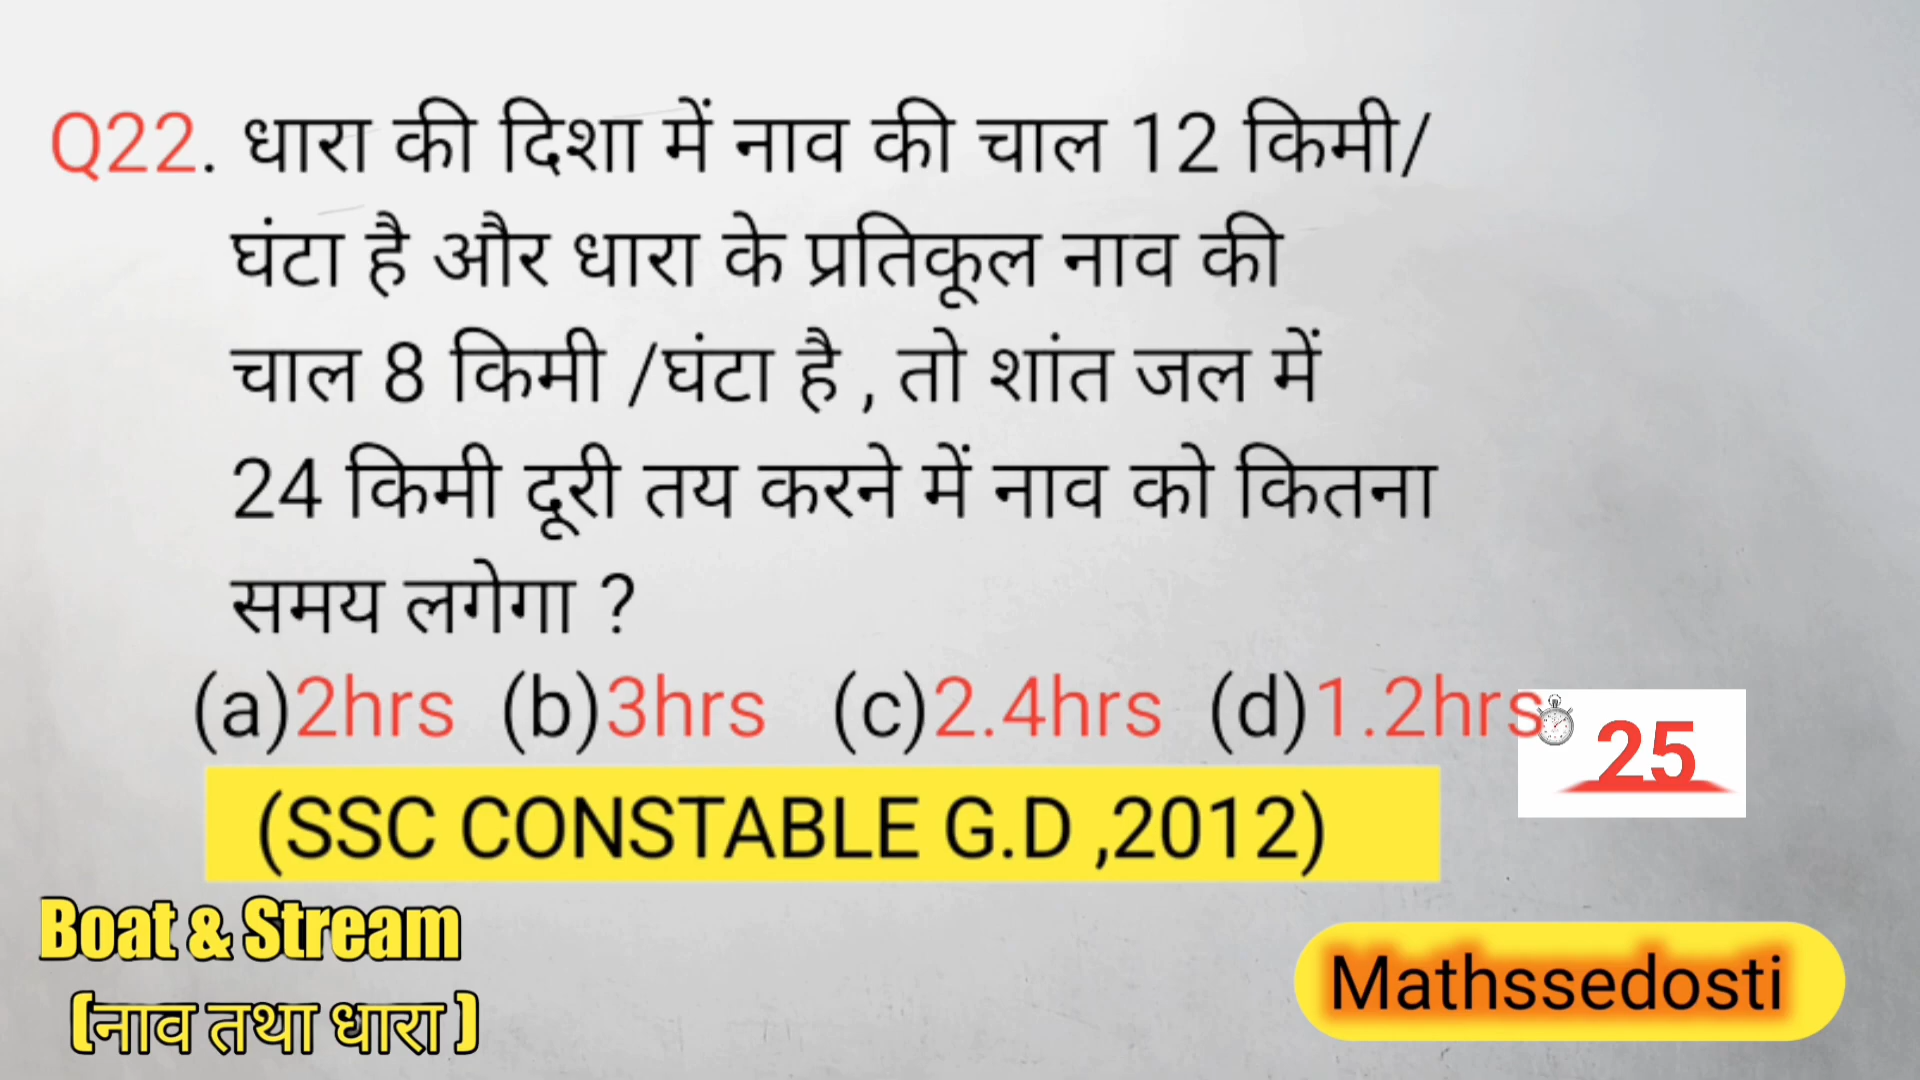 Q22. धारा की दिशा में नाव की चाल 12 किमी/
घंटा है और धारा के प्रतिकूल नाव की
चाल 8 किमी /घंटा है , तो शांत जल में
24 किमी दूरी तय करने में नाव को कितना
समय लगेगा ?
(a)2hrs (b)3hrs (c)2.4hrs (d)1.2hrs
25
(SSC CONSTABLE G.D ,2012)
Boat & Stream
(नाव तथा धारा)
Mathssedosti